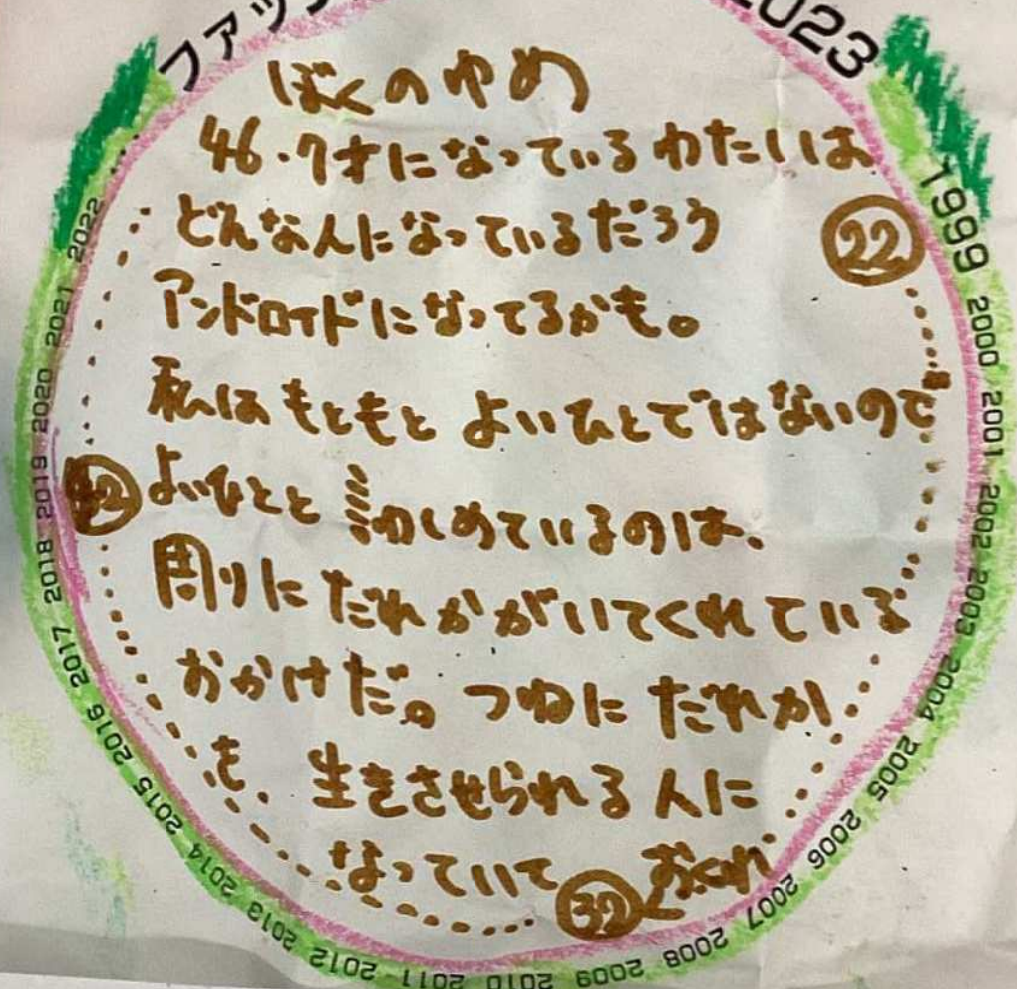 ファッ
2023
ぼくのゆめ
46・7才になっているわたしは
どんな人になっているだろう
22
アンドロイドになってるかも。
私はもともとよいひとではないので
よいひとと めているのは、
42
周りにだれかがいてくれている
おかけだ。つねにだれか
を、生きさせられる人に
なっていて おくれ
32
1999 2000 2001 2002 2003 2004 2005 2006 2007 2008 2009 2010 2011 2012 2013 2014 2015 2016 2017 2018 2019 2020 2021 2022